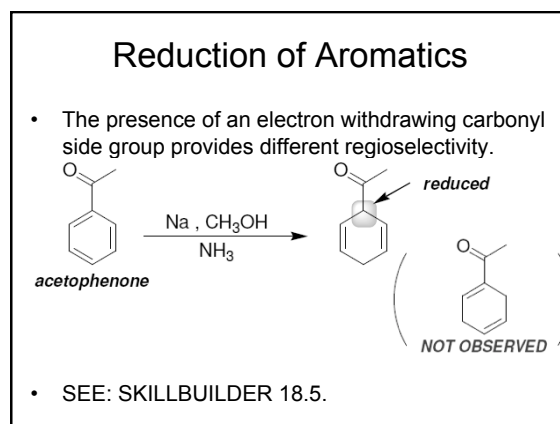 Reduction of Aromatics
• The presence of an electron withdrawing carbonyl
side group provides different regioselectivity.
O
O
reduced
Na , CH₃OH
NH₃
O
acetophenone
NOT OBSERVED
• SEE: SKILLBUILDER 18.5.